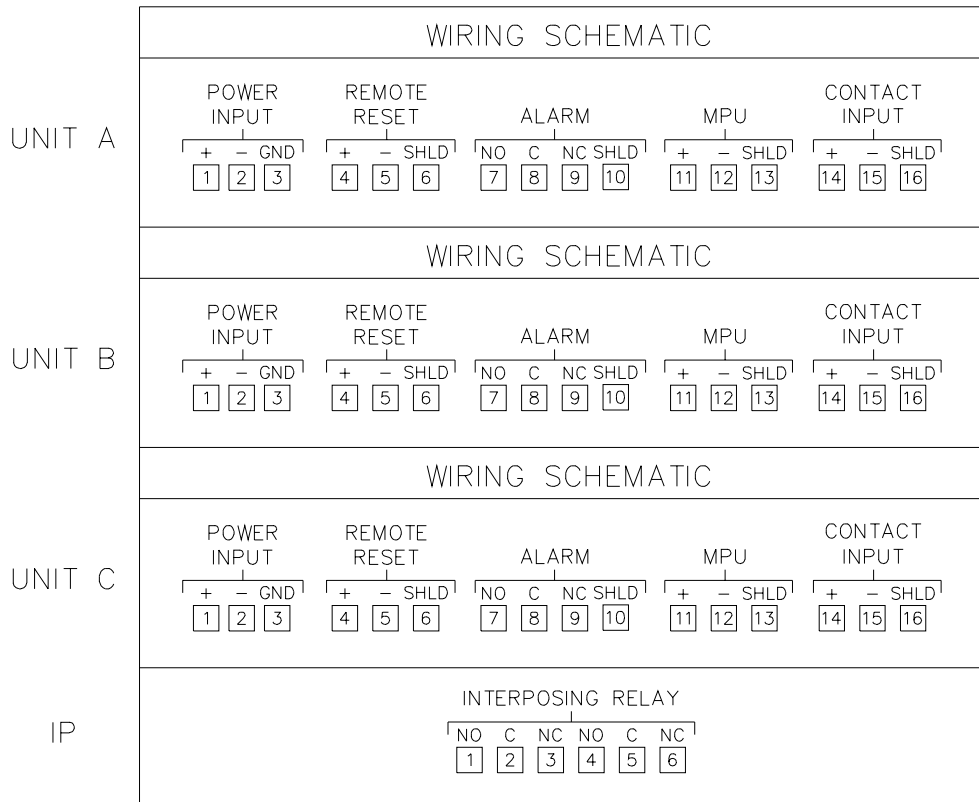 WIRING SCHEMATIC
UNIT A
POWER INPUT
REMOTE RESET
ALARM
MPU
CONTACT INPUT
+ − GND + − SHLD NO C NC SHLD + − SHLD + − SHLD
1 2 3 4 5 6 7 8 9 10 11 12 13 14 15 16
WIRING SCHEMATIC
UNIT B
POWER INPUT
REMOTE RESET
ALARM
MPU
CONTACT INPUT
+ − GND + − SHLD NO C NC SHLD + − SHLD + − SHLD
1 2 3 4 5 6 7 8 9 10 11 12 13 14 15 16
WIRING SCHEMATIC
UNIT C
POWER INPUT
REMOTE RESET
ALARM
MPU
CONTACT INPUT
+ − GND + − SHLD NO C NC SHLD + − SHLD + − SHLD
1 2 3 4 5 6 7 8 9 10 11 12 13 14 15 16
IP
INTERPOSING RELAY
NO C NC NO C NC
1 2 3 4 5 6